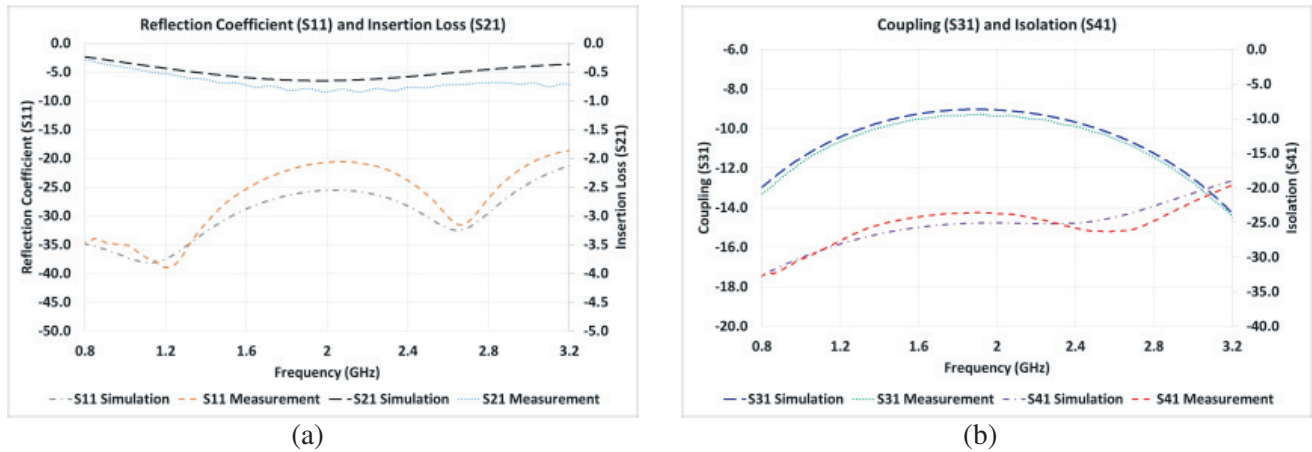 Reflection Coefficient (S11) and Insertion Loss (S21)
0.0
-5.0
-10.0
-15.0
-20.0
-25.0
-30.0
-35.0
-40.0
-45.0
-50.0
Reflection Coefficient (S11)
0.0
-0.5
-1.0
-1.5
-2.0
-2.5
-3.0
-3.5
-4.0
-4.5
-5.0
Insertion Loss (S21)
0.8 1.2 1.6 2 2.4 2.8 3.2
Frequency (GHz)
S11 Simulation S11 Measurement S21 Simulation S21 Measurement
(a)
Coupling (S31) and Isolation (S41)
-6.0
-8.0
-10.0
-12.0
-14.0
-16.0
-18.0
-20.0
Coupling (S31)
0.0
-5.0
-10.0
-15.0
-20.0
-25.0
-30.0
-35.0
-40.0
Isolation (S41)
0.8 1.2 1.6 2 2.4 2.8 3.2
Frequency (GHz)
S31 Simulation S31 Measurement S41 Simulation S41 Measurement
(b)